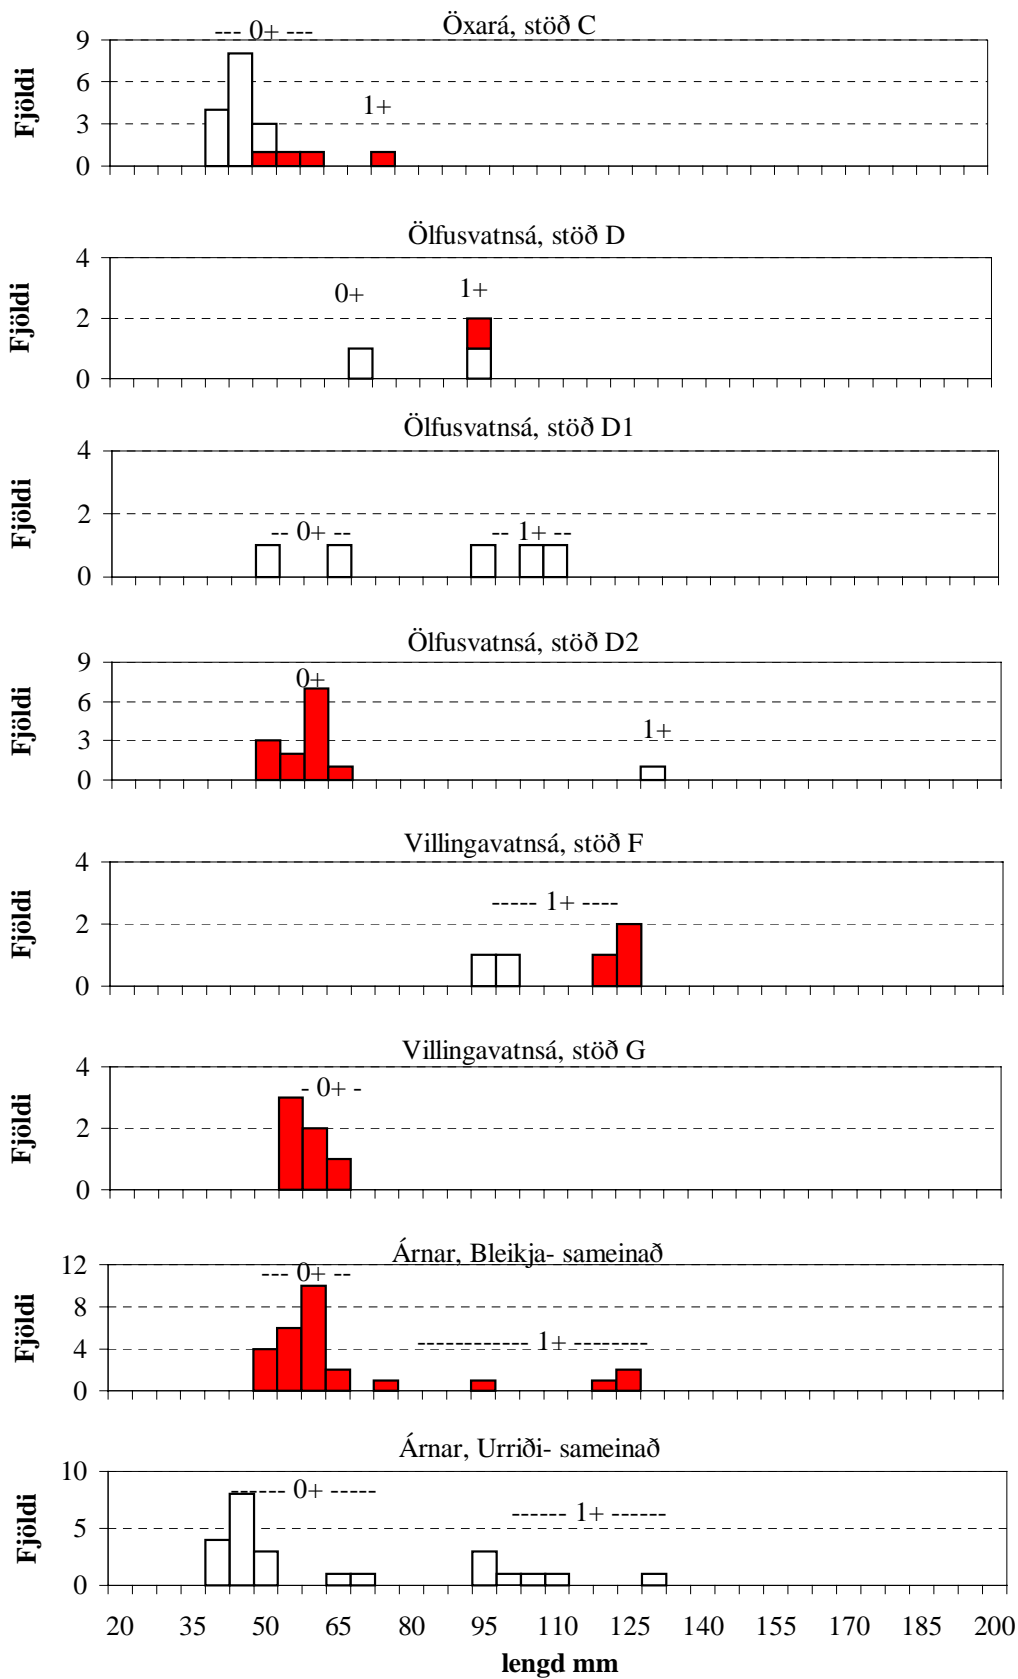 Öxará, stöð C
Fjöldi
9
6
3
0
--- 0+ ---
1+
Ölfusvatnsá, stöð D
Fjöldi
4
2
0
0+
1+
Ölfusvatnsá, stöð D1
Fjöldi
4
2
0
-- 0+ --
-- 1+ --
Ölfusvatnsá, stöð D2
Fjöldi
9
6
3
0
0+
1+
Villingavatnsá, stöð F
Fjöldi
4
2
0
----- 1+ ----
Villingavatnsá, stöð G
Fjöldi
4
2
0
- 0+ -
Árnar, Bleikja- sameinað
Fjöldi
12
8
4
0
--- 0+ --
---------- 1+ --------
Árnar, Urriði- sameinað
Fjöldi
10
5
0
------ 0+ -----
------ 1+ ------
20 35 50 65 80 95 110 125 140 155 170 185 200
lengd mm